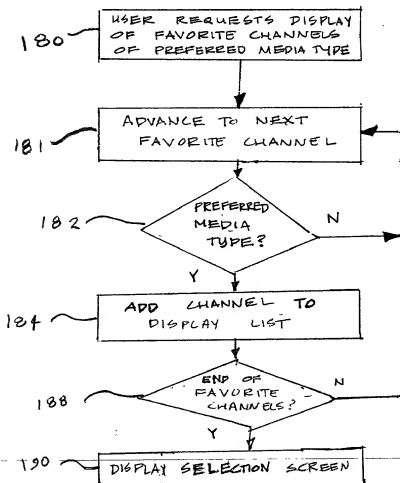 180
USER REQUESTS DISPLAY
OF FAVORITE CHANNELS
OF PREFERRED MEDIA TYPE
181
ADVANCE TO NEXT
FAVORITE CHANNEL
182
PREFERRED
MEDIA
TYPE?
N
Y
184
ADD CHANNEL TO
DISPLAY LIST
188
END OF
FAVORITE
CHANNELS?
N
Y
190
DISPLAY SELECTION SCREEN